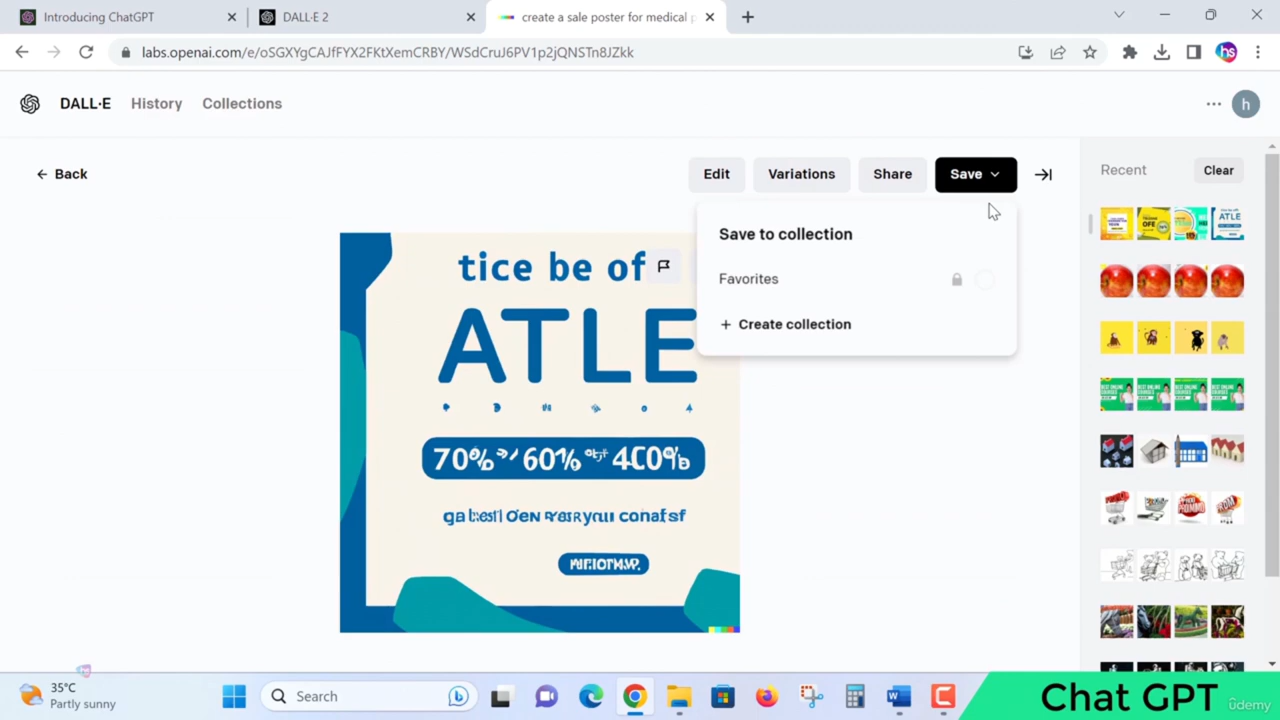 Introducing ChatGPT
DALL·E 2
create a sale poster for medical p
labs.openai.com/e/oSGXYgCAJfFYX2FKtXemCRBY/WSdCruJ6PV1p2jQNSTn8JZkk
DALL·E History Collections
h
Back
Edit
Variations
Share
Save
Recent
Clear
Save to collection
Favorites
+ Create collection
tice be of
ATLE
70% 60%
35°C
Partly sunny
Search
Chat GPT
ûdemy